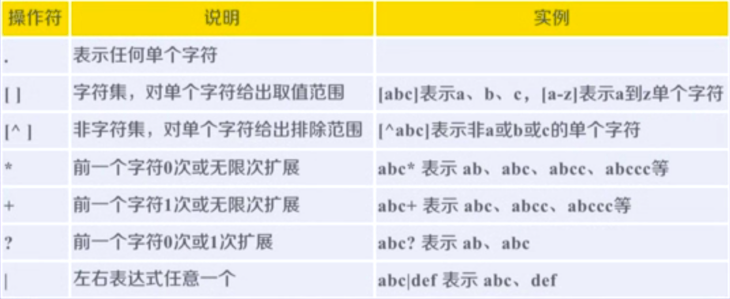 操作符 说明 实例
. 表示任何单个字符
[ ] 字符集，对单个字符给出取值范围 [abc]表示a、b、c，[a-z]表示a到z单个字符
[^ ] 非字符集，对单个字符给出排除范围 [^abc]表示非a或b或c的单个字符
* 前一个字符0次或无限次扩展 abc* 表示 ab、abc、abcc、abccc等
+ 前一个字符1次或无限次扩展 abc+ 表示 abc、abcc、abccc等
? 前一个字符0次或1次扩展 abc? 表示 ab、abc
| 左右表达式任意一个 abc|def 表示 abc、def